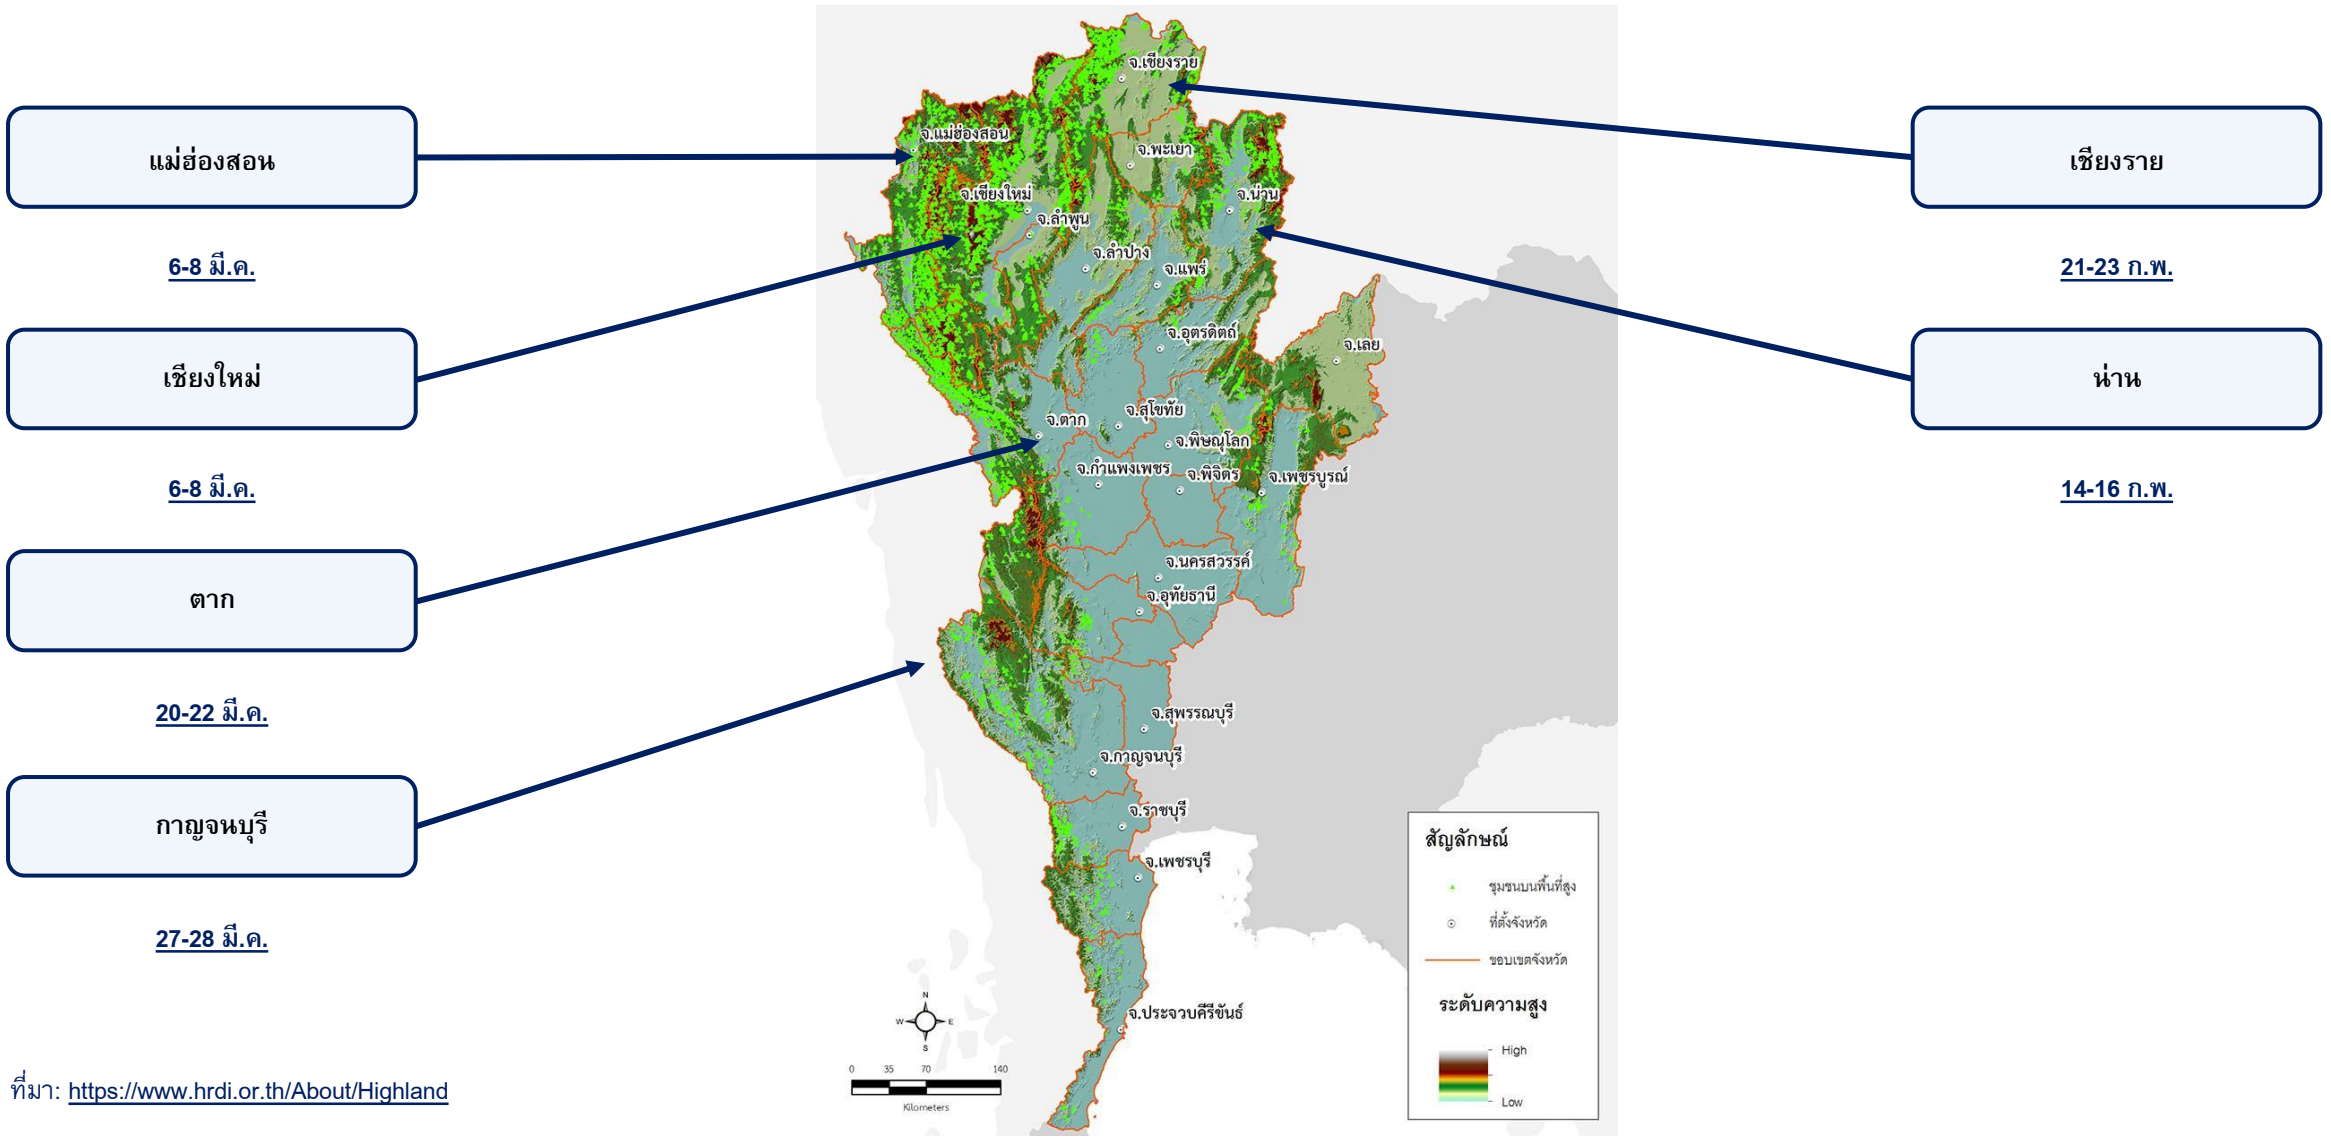 แม่ฮ่องสอน
6-8 มี.ค.
เชียงใหม่
6-8 มี.ค.
ตาก
20-22 มี.ค.
กาญจนบุรี
27-28 มี.ค.
ที่มา: https://www.hrdi.or.th/About/Highland
จ.เชียงราย
จ.แม่ฮ่องสอน
จ.พะเยา
จ.เชียงใหม่
จ.น่าน
จ.ลำพูน
จ.ลำปาง
จ.แพร่
จ.อุตรดิตถ์
จ.เลย
จ.ตาก
จ.สุโขทัย
จ.พิษณุโลก
จ.กำแพงเพชร
จ.พิจิตร
จ.เพชรบูรณ์
จ.นครสวรรค์
จ.อุทัยธานี
จ.สุพรรณบุรี
จ.กาญจนบุรี
จ.ราชบุรี
จ.เพชรบุรี
จ.ประจวบคีรีขันธ์
N
W E
S
0 35 70 140
Kilometers
สัญลักษณ์
ชุมชนบนพื้นที่สูง
ที่ตั้งจังหวัด
ขอบเขตจังหวัด
ระดับความสูง
High
Low
เชียงราย
21-23 ก.พ.
น่าน
14-16 ก.พ.